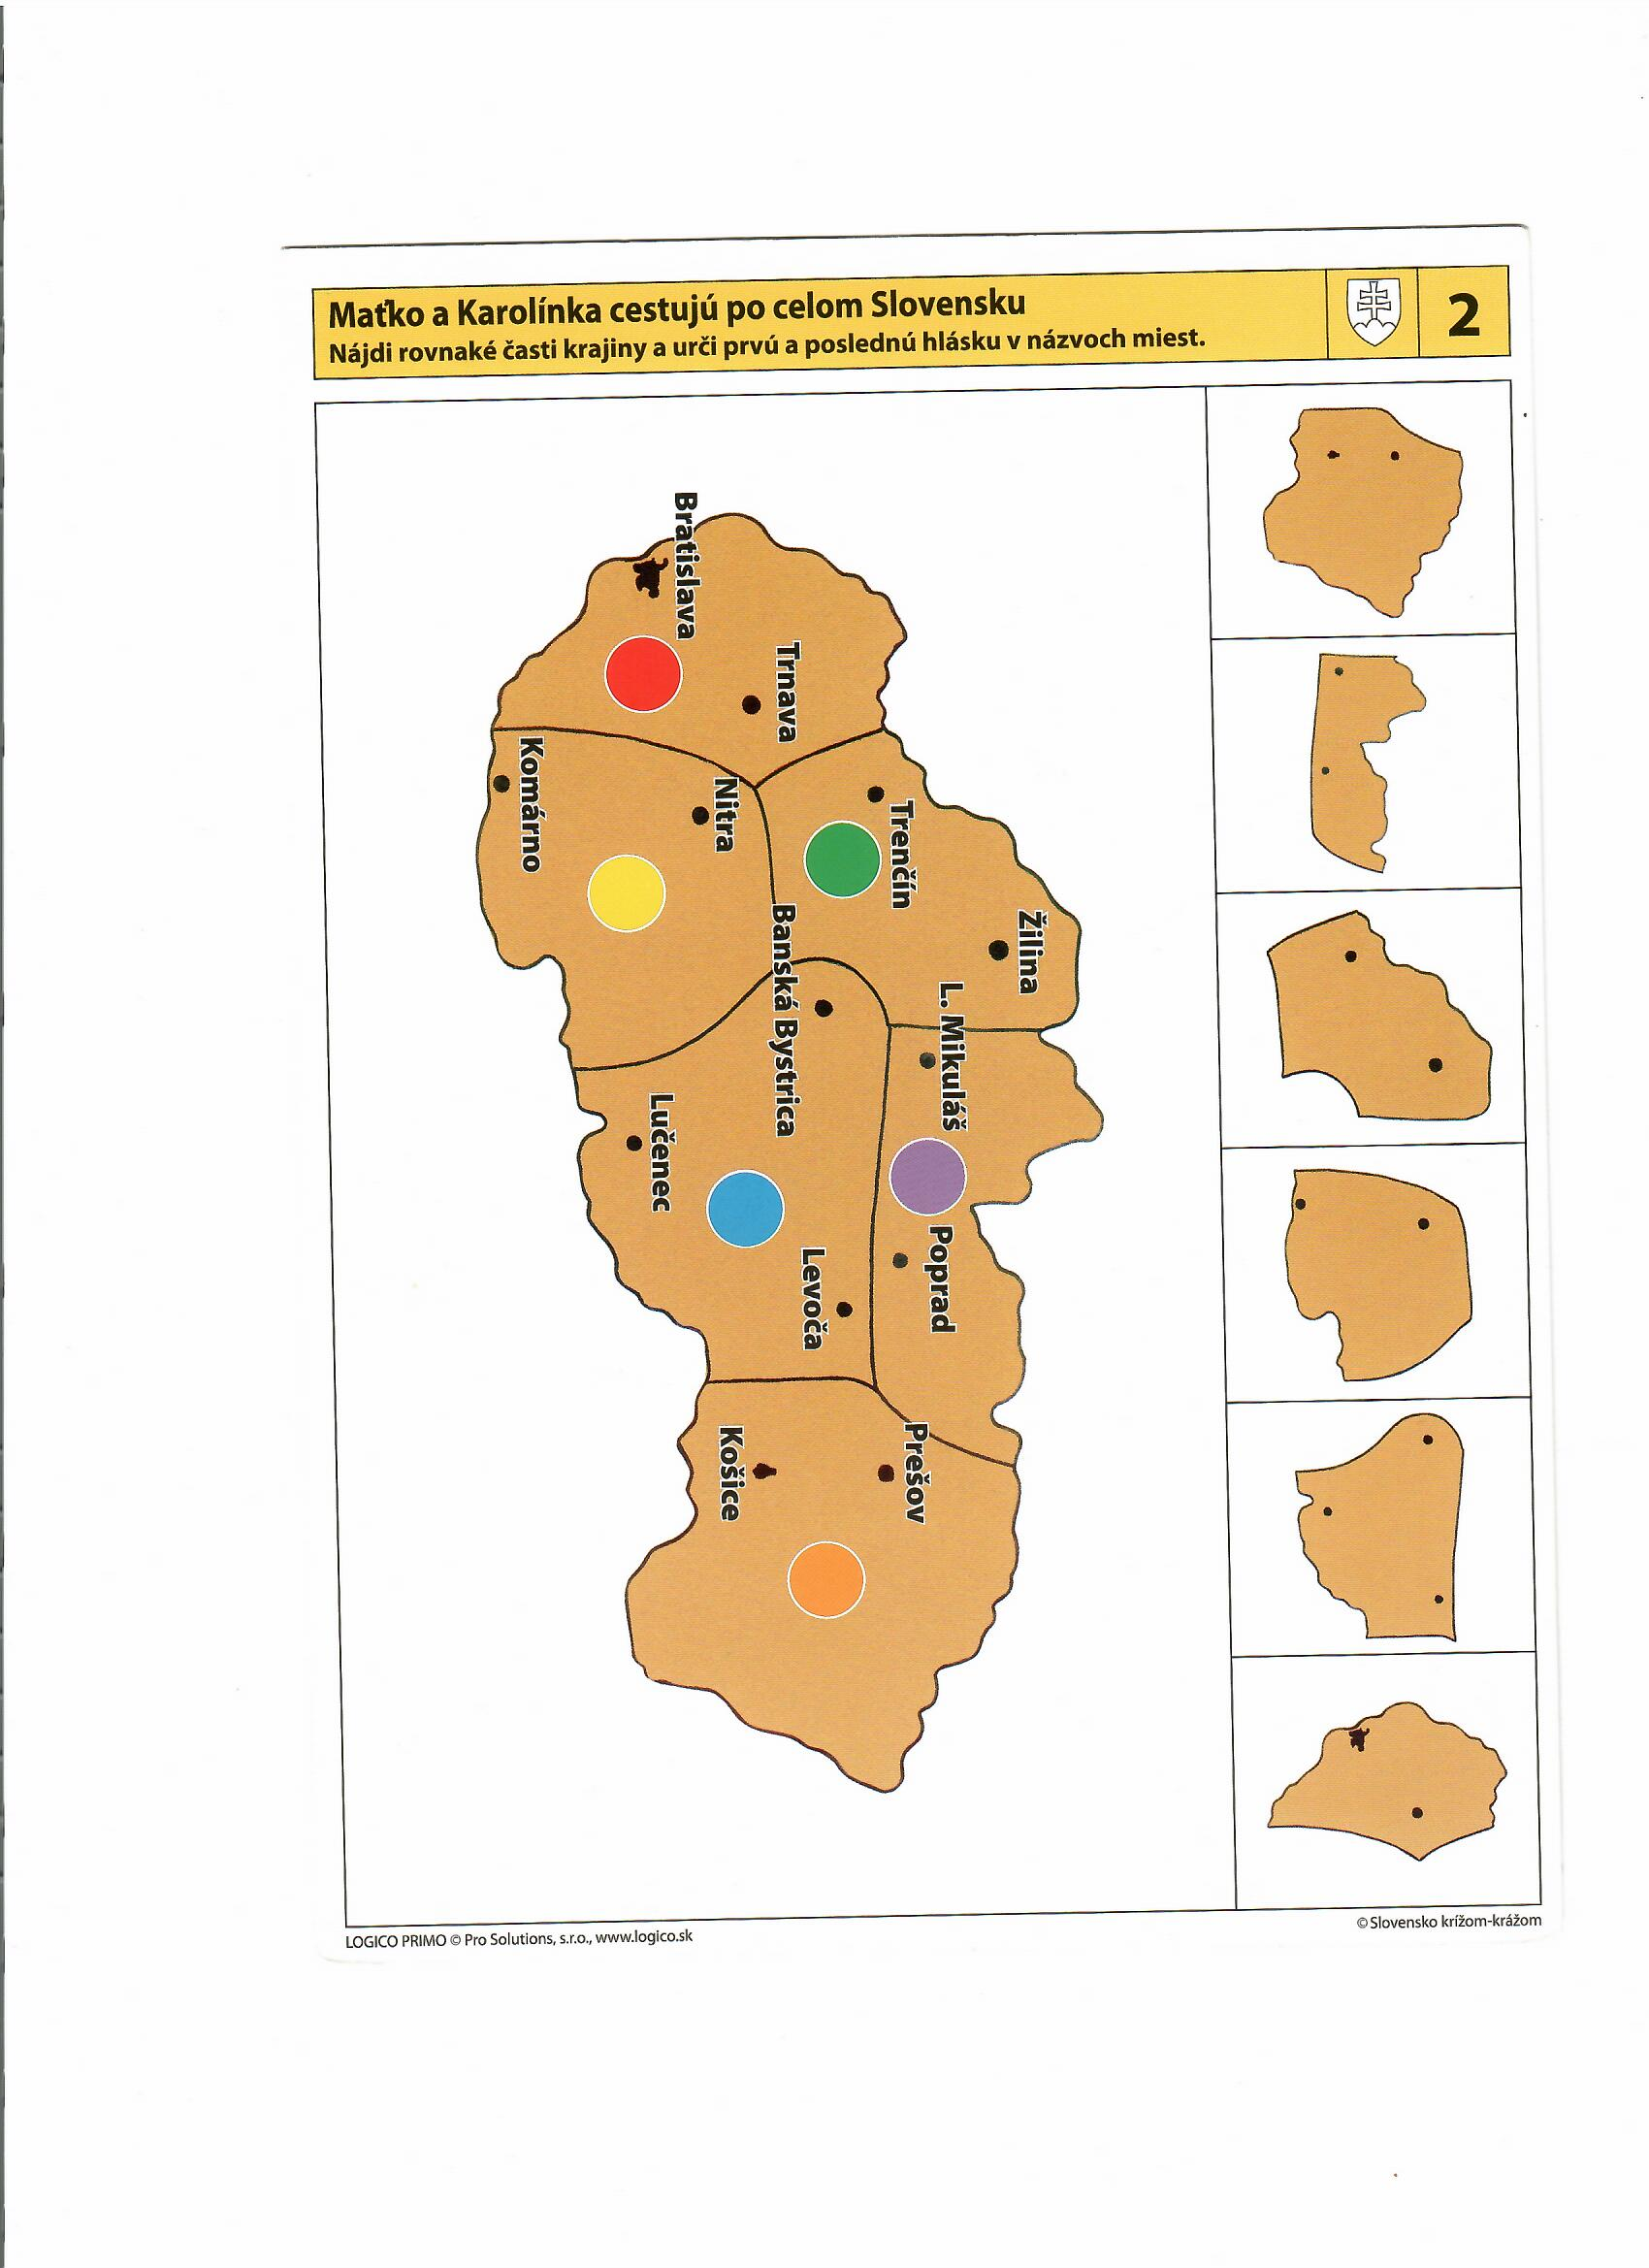 Maťko a Karolínka cestujú po celom Slovensku
Nájdi rovnaké časti krajiny a urči prvú a poslednú hlásku v názvoch miest.
2
Bratislava
Trnava
Komárno
Nitra
Trenčín
Žilina
Banská Bystrica
L. Mikuláš
Lučenec
Poprad
Levoča
Košice
Prešov
LOGICO PRIMO © Pro Solutions, s.r.o., www.logico.sk
© Slovensko krížom-krážom